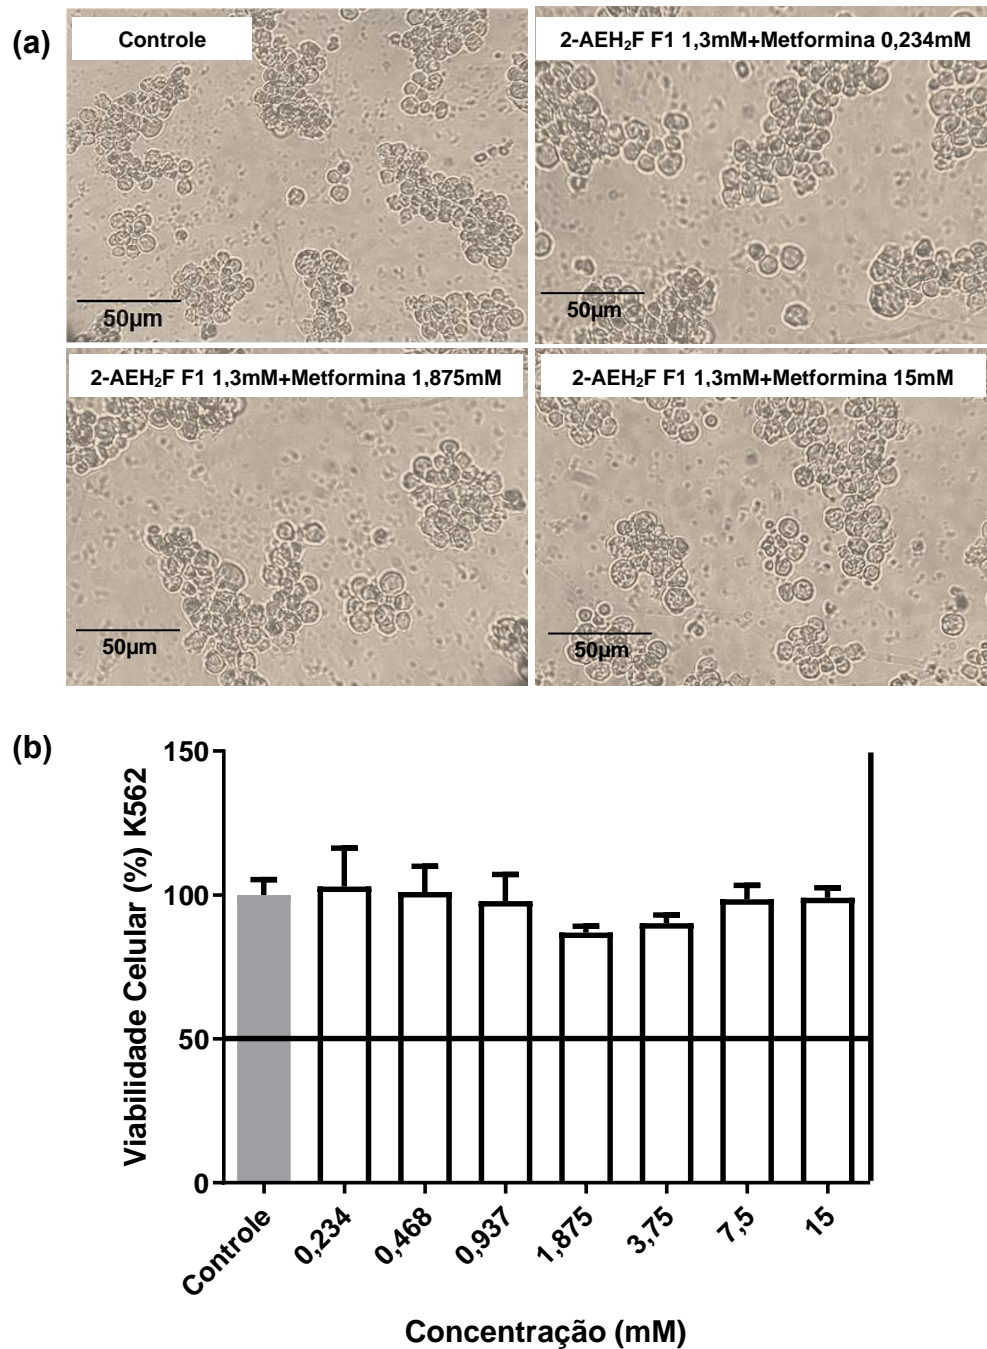 (a)
Controle
2-AEH₂F F1 1,3mM+Metformina 0,234mM
50µm
50µm
2-AEH₂F F1 1,3mM+Metformina 1,875mM
2-AEH₂F F1 1,3mM+Metformina 15mM
50µm
50µm
(b)
Viabilidade Celular (%) K562
150
100
50
0
Controle
0,234
0,468
0,937
1,875
3,75
7,5
15
Concentração (mM)